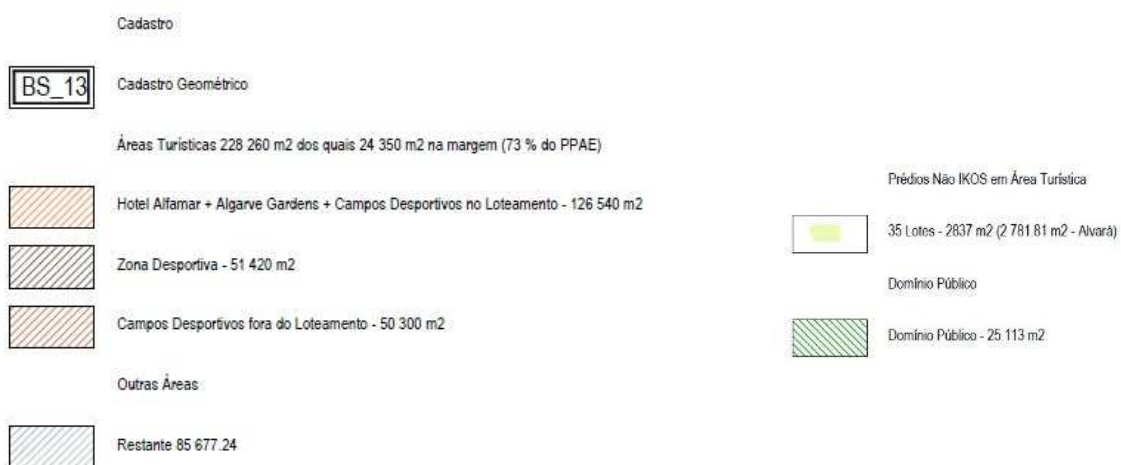 Cadastro
BS_13
Cadastro Geométrico
Áreas Turísticas 228 260 m2 dos quais 24 350 m2 na margem (73 % do PPAE)
Hotel Alfamar + Algarve Gardens + Campos Desportivos no Loteamento - 126 540 m2
Zona Desportiva - 51 420 m2
Campos Desportivos fora do Loteamento - 50 300 m2
Outras Áreas
Restante 85 677.24
Prédios Não IKOS em Área Turística
35 Lotes - 2837 m2 (2 781.81 m2 - Alvará)
Domínio Público
Domínio Público - 25 113 m2